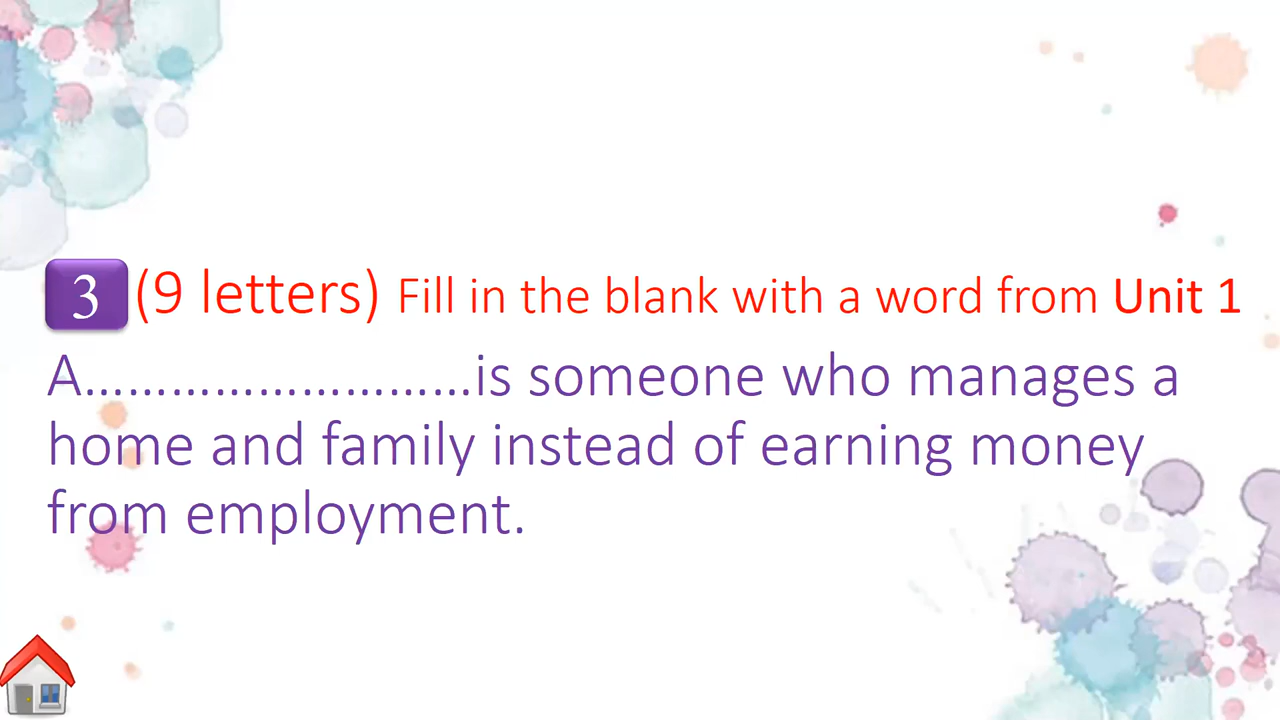 3 (9 letters) Fill in the blank with a word from Unit 1
A...........................is someone who manages a
home and family instead of earning money
from employment.